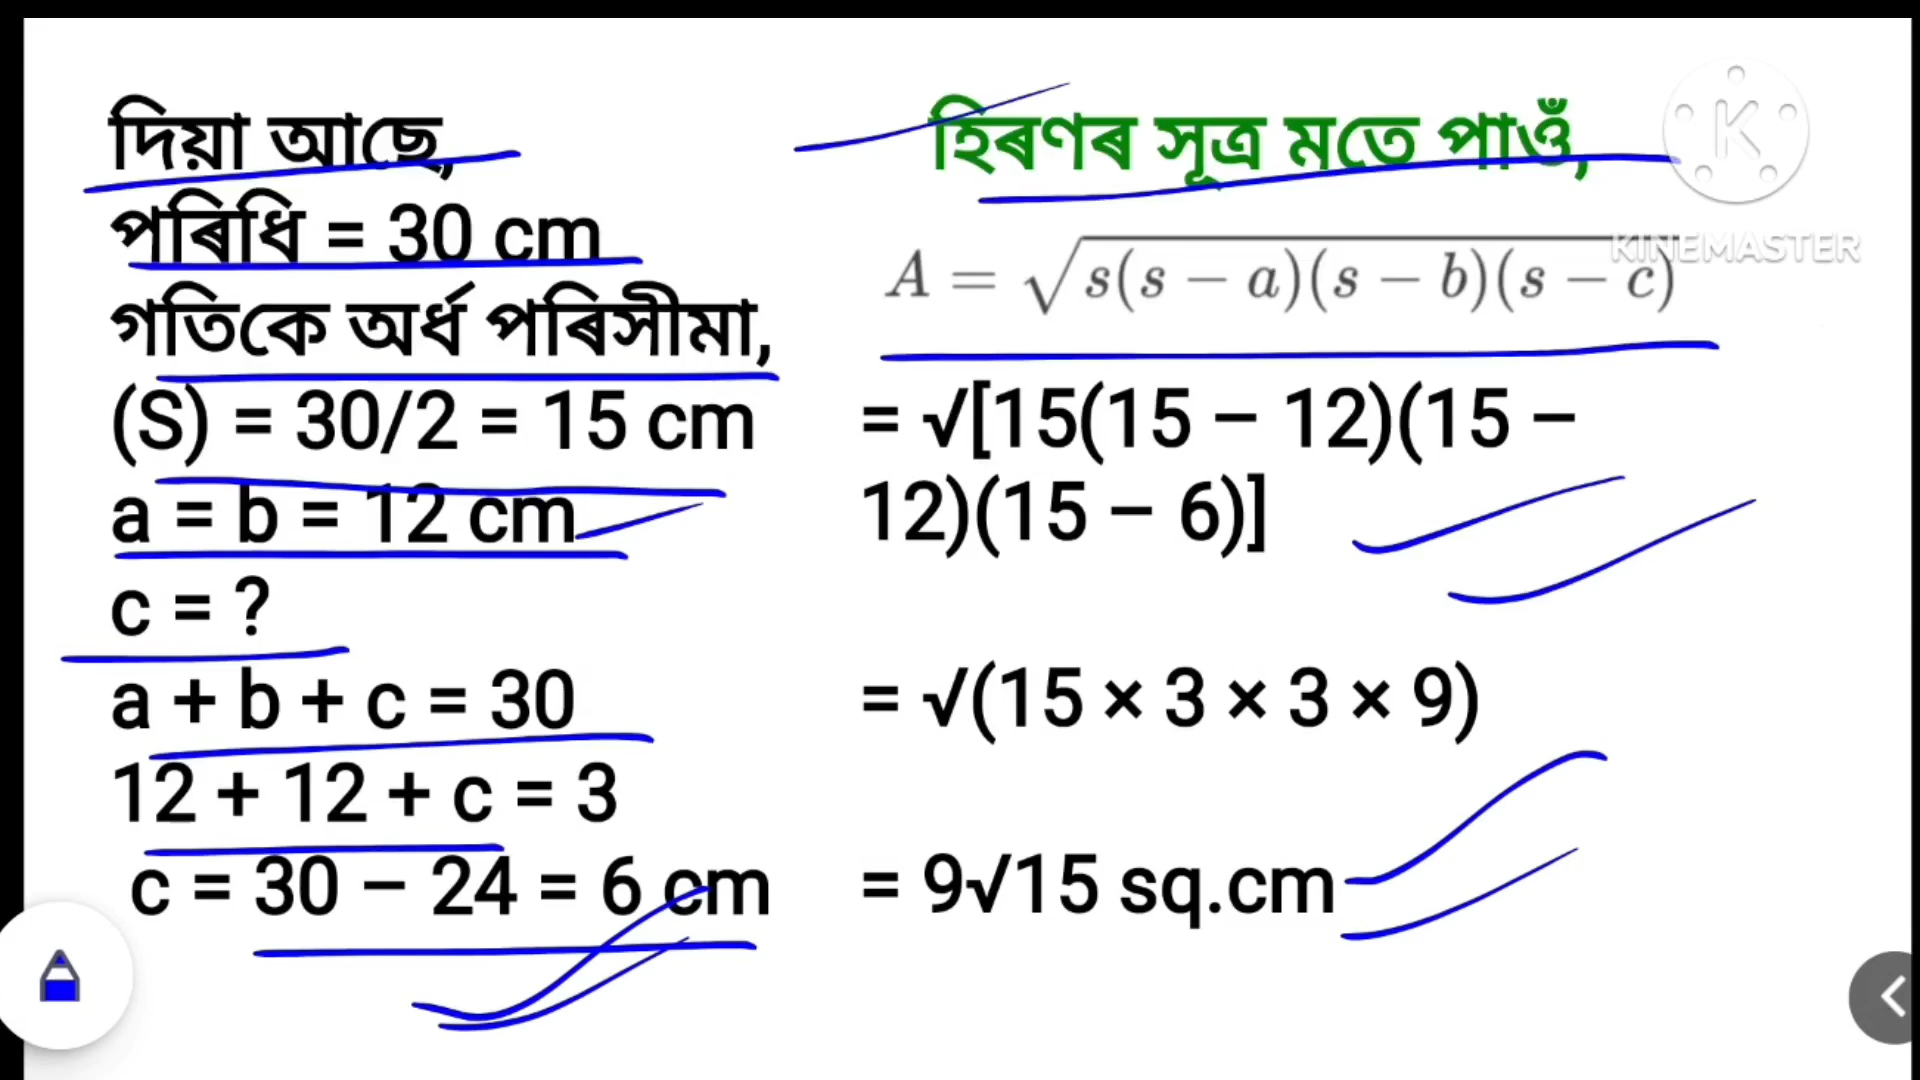 দিয়া আছে,
পৰিধি = 30 cm
গতিকে অৰ্ধ পৰিসীমা,
(S) = 30/2 = 15 cm
a = b = 12 cm
c = ?
a + b + c = 30
12 + 12 + c = 3
c = 30 – 24 = 6 cm
হিৰণৰ সূত্ৰ মতে পাওঁ,
A = √s(s − a)(s − b)(s − c)
= √[15(15 – 12)(15 –
12)(15 – 6)]
= √(15 × 3 × 3 × 9)
= 9√15 sq.cm
K
KINEMASTER